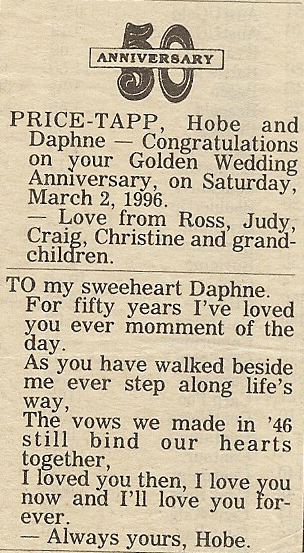 50
ANNIVERSARY
PRICE-TAPP, Hobe and
Daphne — Congratulations
on your Golden Wedding
Anniversary, on Saturday,
March 2, 1996.
— Love from Ross, Judy,
Craig, Christine and grand-
children.
TO my sweeheart Daphne.
For fifty years I've loved
you ever momment of the
day.
As you have walked beside
me ever step along life's
way,
The vows we made in '46
still bind our hearts
together,
I loved you then, I love you
now and I'll love you for-
ever.
— Always yours, Hobe.